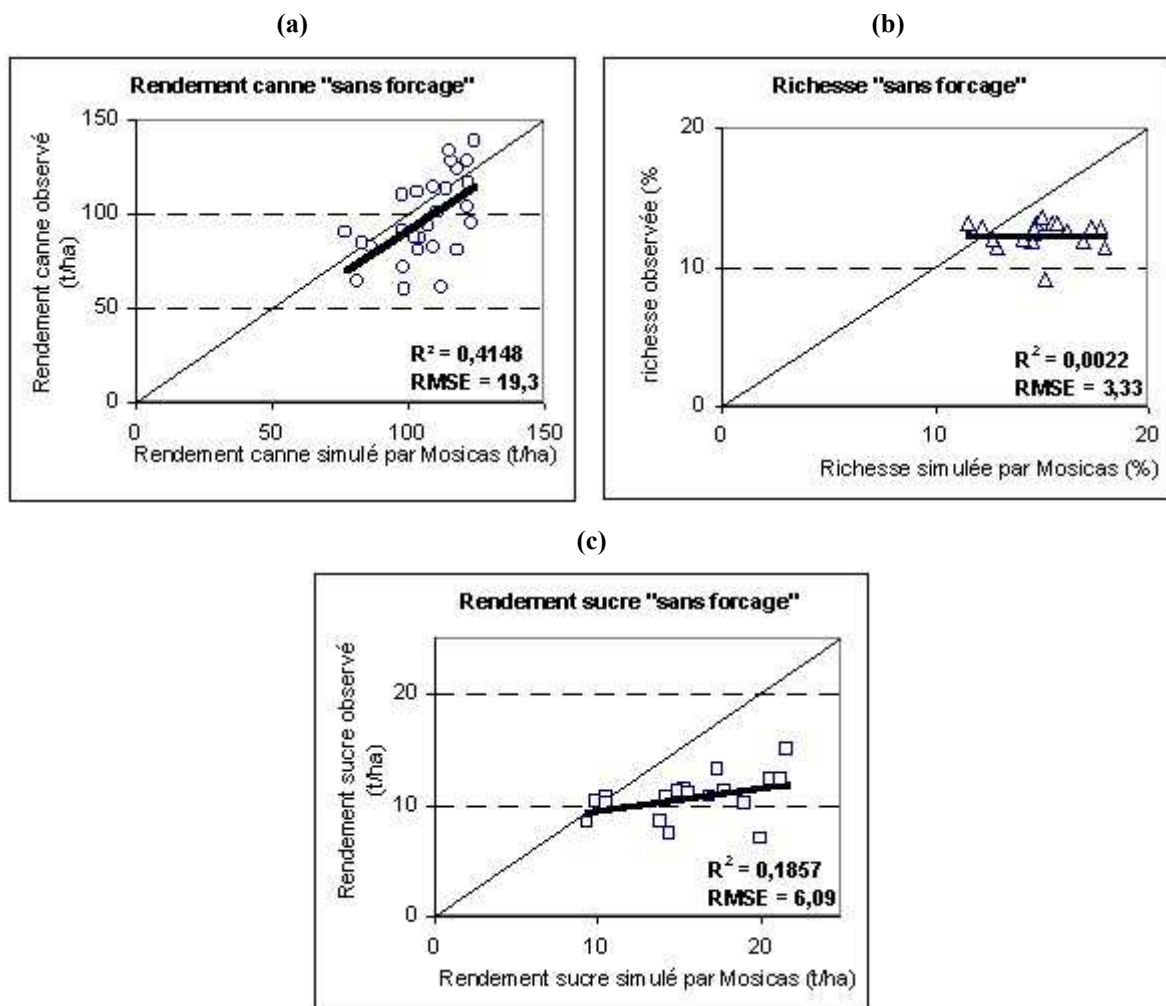 (a)
Rendement canne "sans forcage"
Rendement canne observé
(t/ha)
150
100
50
0
R² = 0,4148
RMSE = 19,3
0 50 100 150
Rendement canne simulé par Mosicas (t/ha)
(b)
Richesse "sans forcage"
richesse observée (%
20
10
0
R² = 0,0022
RMSE = 3,33
0 10 20
Richesse simulée par Mosicas (%)
(c)
Rendement sucre "sans forcage"
Rendement sucre observé
(t/ha)
20
10
0
R² = 0,1857
RMSE = 6,09
0 10 20
Rendement sucre simulé par Mosicas (t/ha)